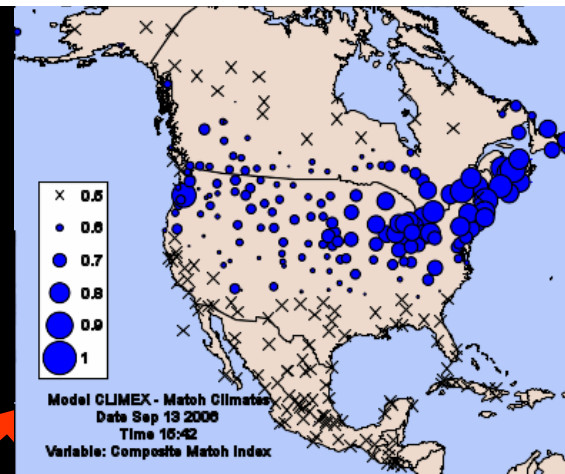 0.5
0.6
0.7
0.8
0.9
1
Model CLIMEX - Match Climates
Date Sep 13 2006
Time 15:42
Variable: Composite Match Index